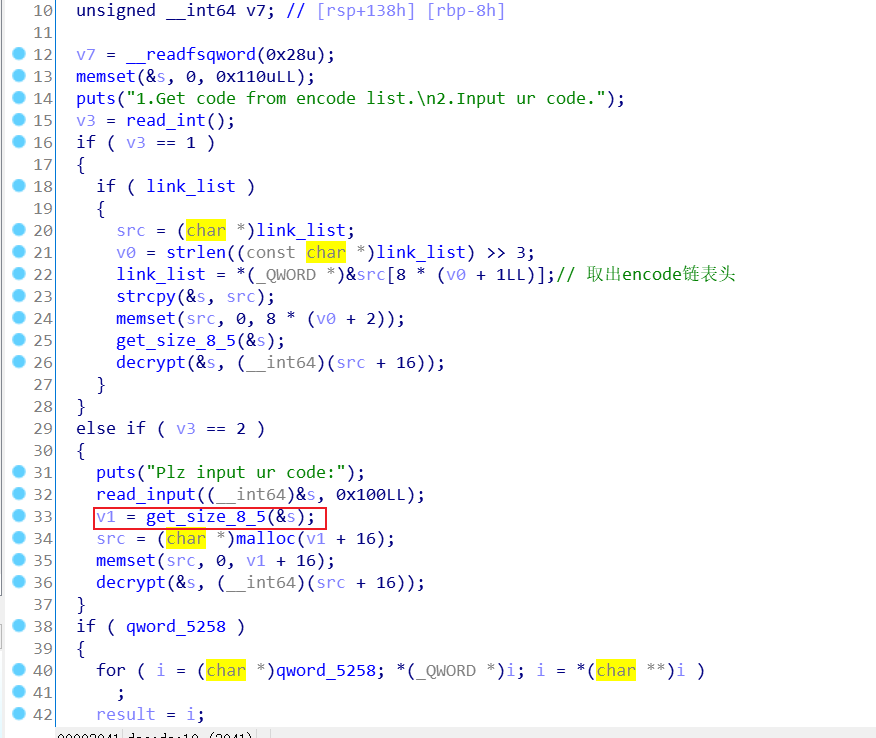 10 unsigned __int64 v7; // [rsp+138h] [rbp-8h]
11
12 v7 = __readfsqword(0x28u);
13 memset(&s, 0, 0x110uLL);
14 puts("1.Get code from encode list.\n2.Input ur code.");
15 v3 = read_int();
16 if ( v3 == 1 )
17 {
18 if ( link_list )
19 {
20 src = (char *)link_list;
21 v0 = strlen((const char *)link_list) >> 3;
22 link_list = *(_QWORD *)&src[8 * (v0 + 1LL)];// 取出encode链表头
23 strcpy(&s, src);
24 memset(src, 0, 8 * (v0 + 2));
25 get_size_8_5(&s);
26 decrypt(&s, (__int64)(src + 16));
27 }
28 }
29 else if ( v3 == 2 )
30 {
31 puts("Plz input ur code:");
32 read_input((__int64)&s, 0x100LL);
33 v1 = get_size_8_5(&s);
34 src = (char *)malloc(v1 + 16);
35 memset(src, 0, v1 + 16);
36 decrypt(&s, (__int64)(src + 16));
37 }
38 if ( qword_5258 )
39 {
40 for ( i = (char *)qword_5258; *(_QWORD *)i; i = *(char **)i )
41 ;
42 result = i;